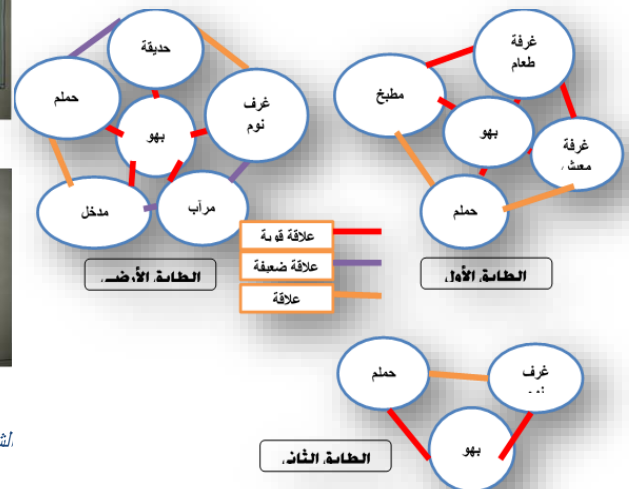 حديقة
حملم
غرف
نوم
بهو
مدخل
مرآب
علاقة قوية
علاقة ضعيفة
علاقة
الطابق الأرضي
غرفة
طعام
مطبخ
بهو
غرفة
حملم
الطابق الأول
حملم
غرف
بهو
الطابق الثاني